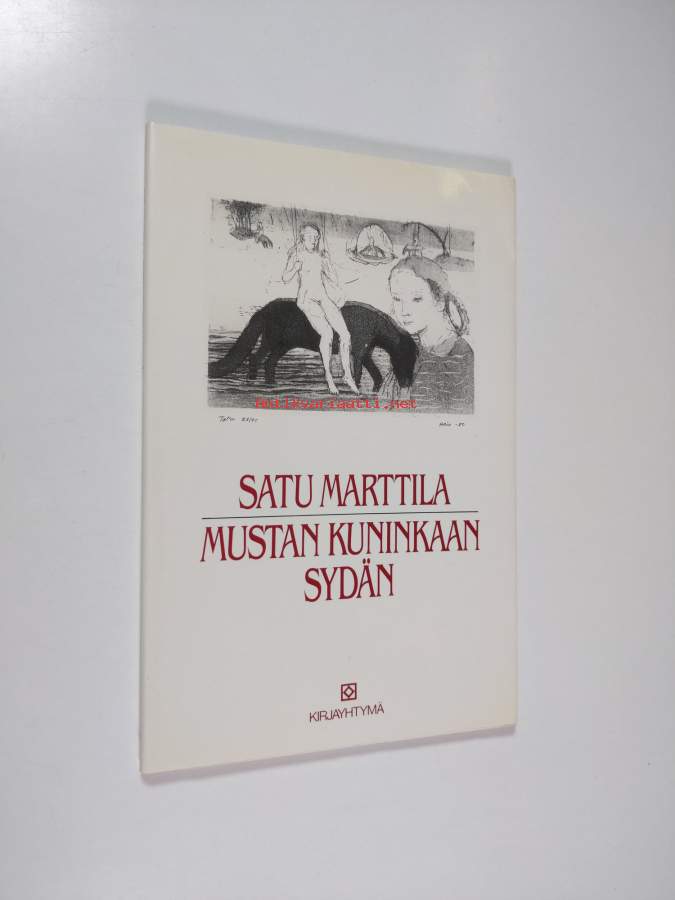 antikvariaatti.net
SATU MARTTILA
MUSTAN KUNINKAAN
SYDÄN
KIRJAYHTYMÄ